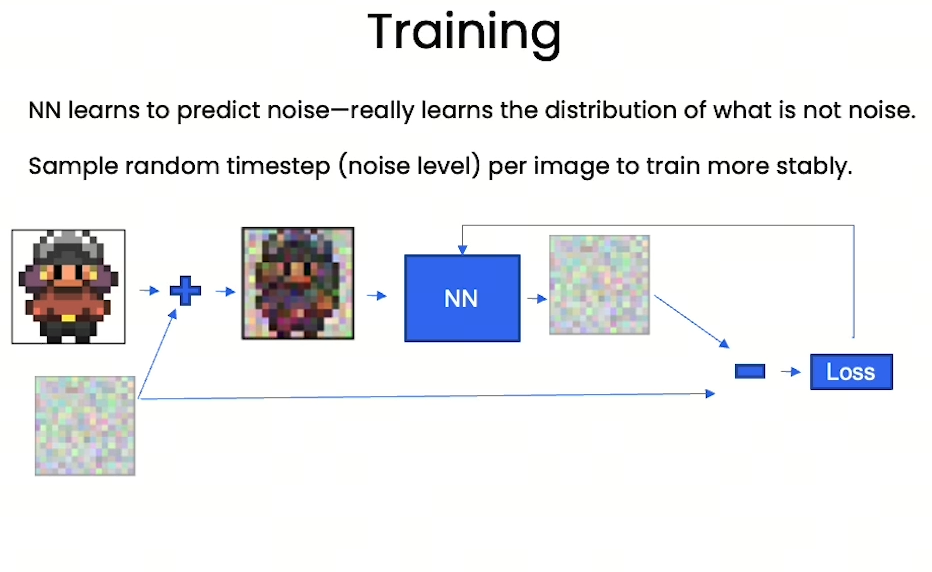 Training
NN learns to predict noise—really learns the distribution of what is not noise.
Sample random timestep (noise level) per image to train more stably.
NN
Loss